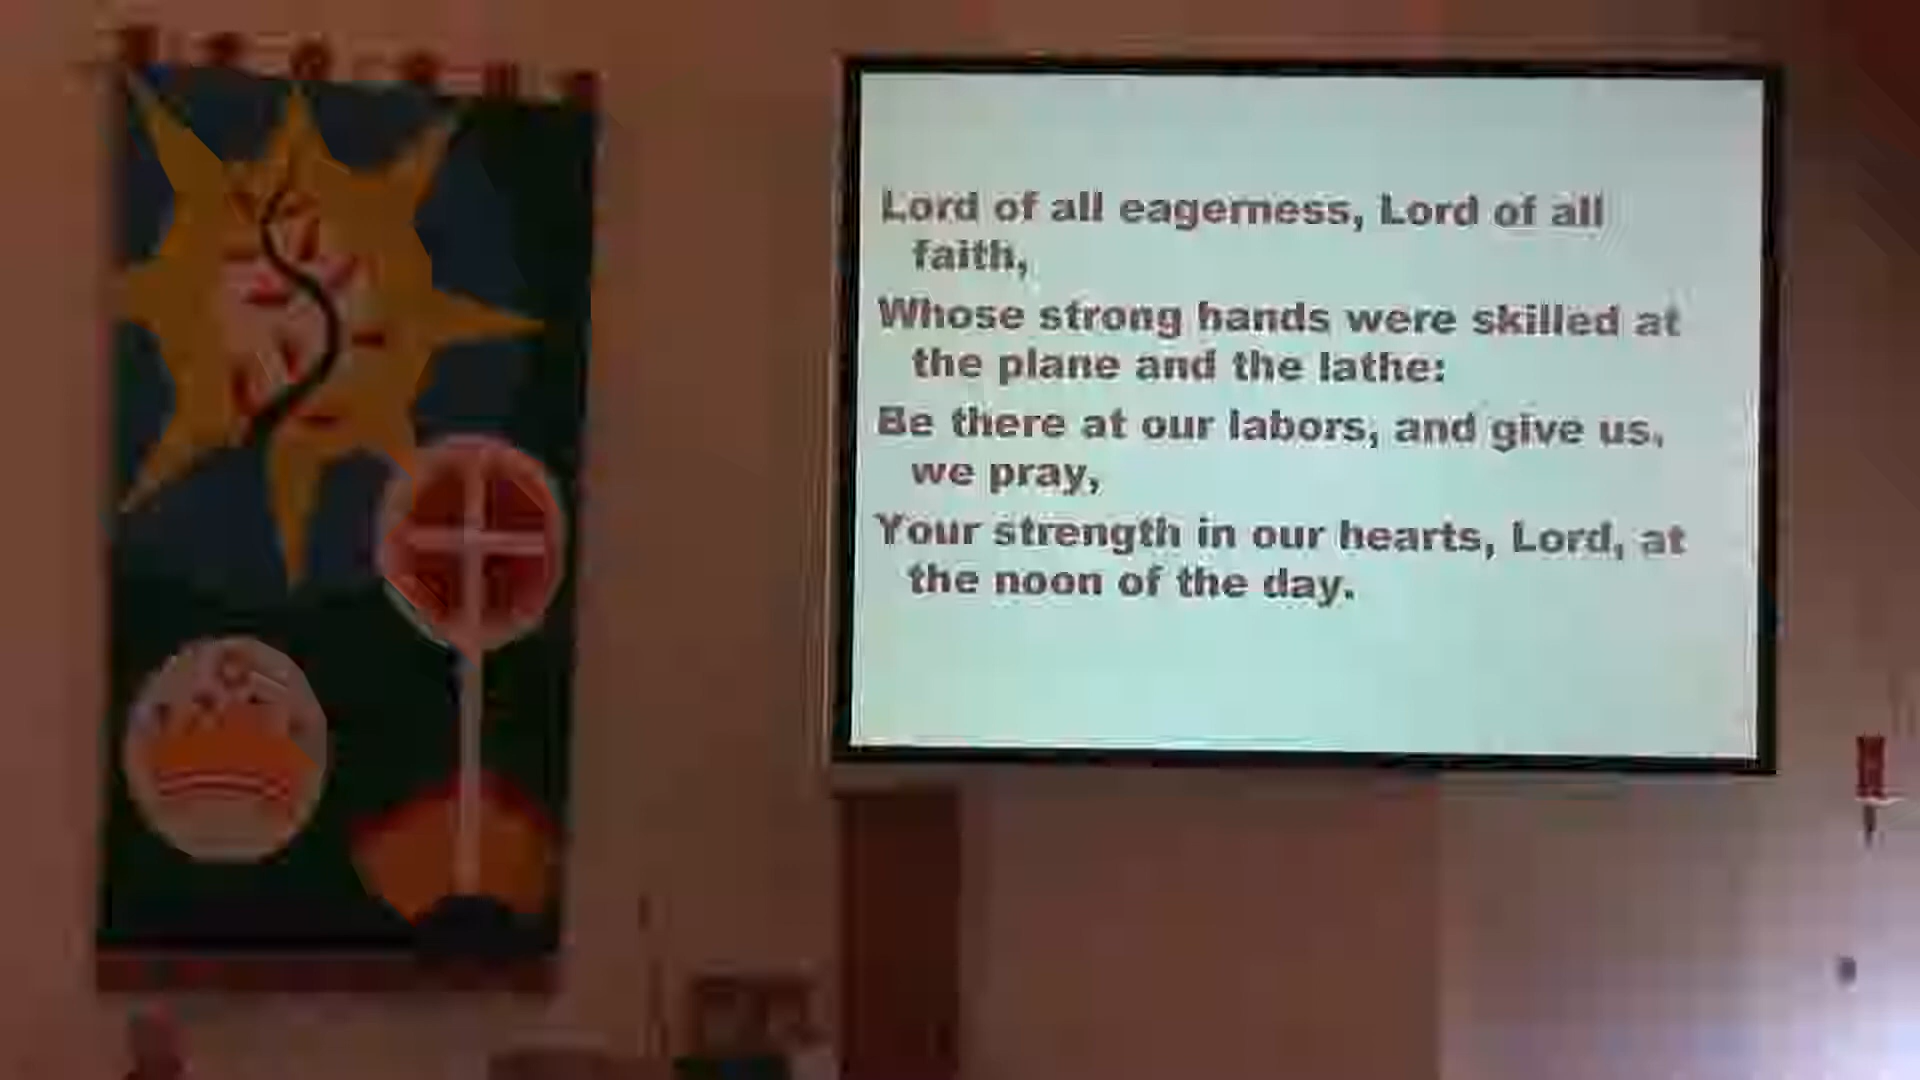 Lord of all eagerness, Lord of all
faith,
Whose strong hands were skilled at
the plane and the lathe:
Be there at our labors, and give us,
we pray,
Your strength in our hearts, Lord, at
the noon of the day.